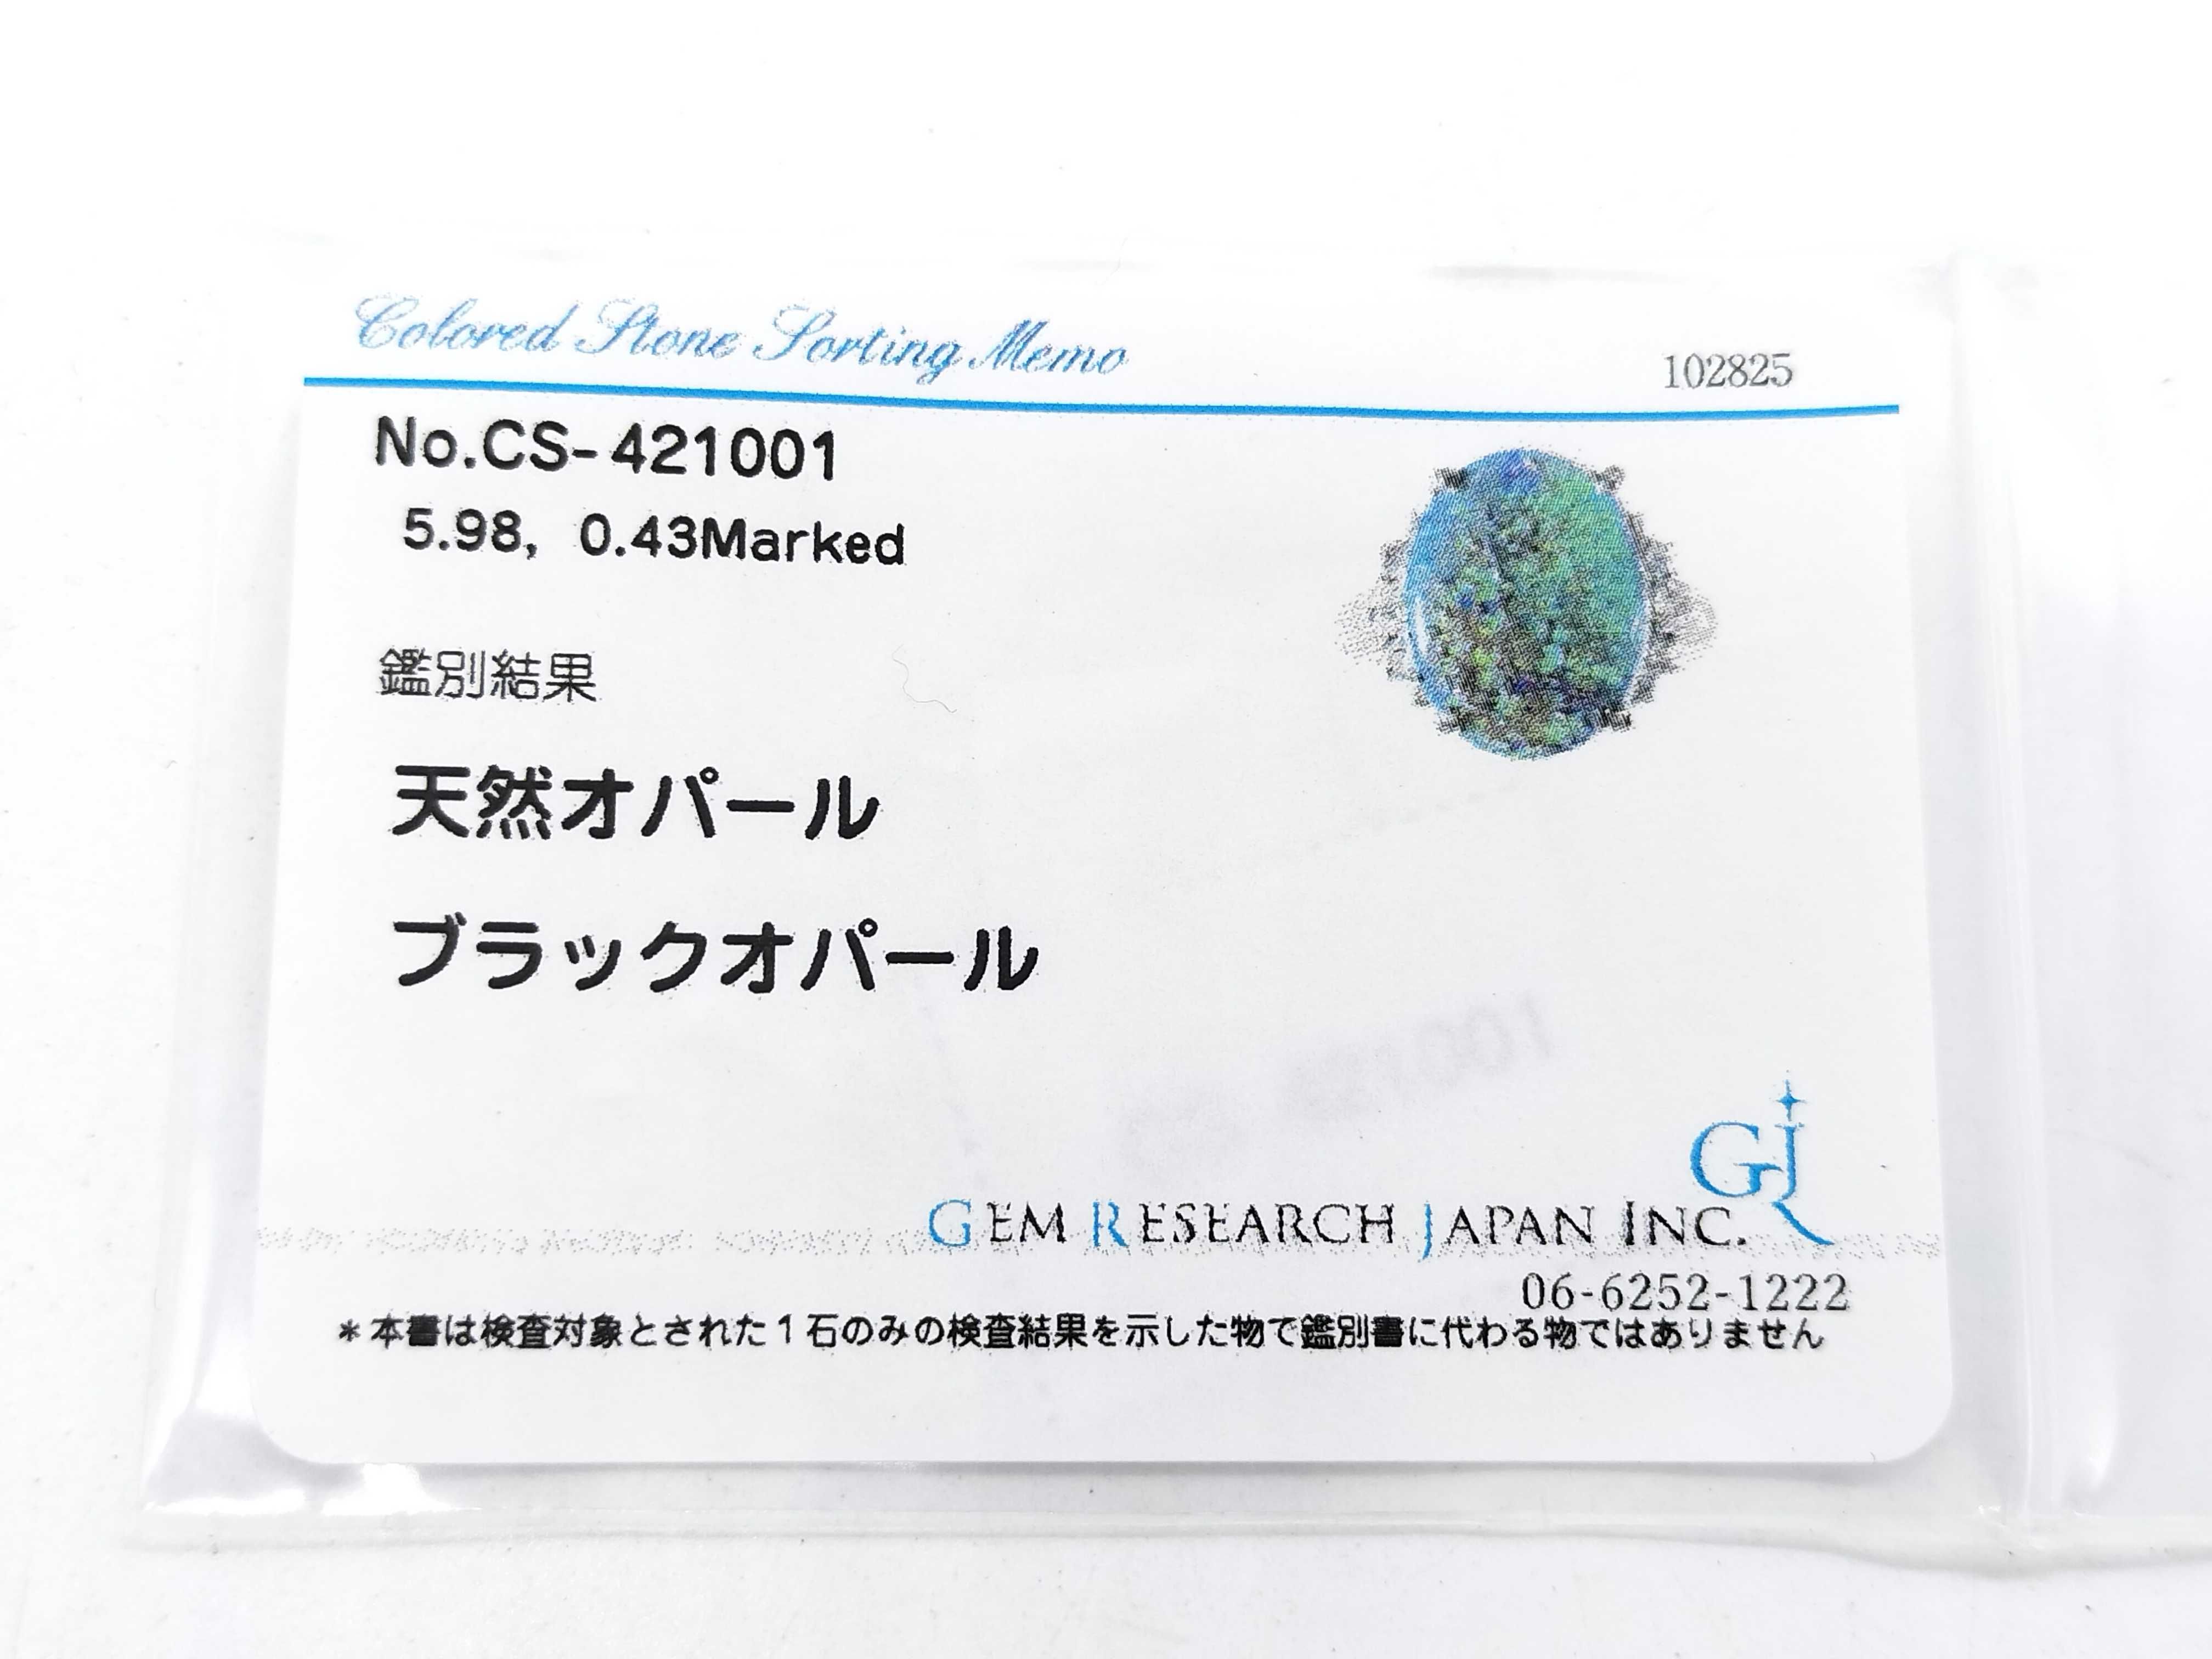 Colored Stone Sorting Memo
102825
No.CS-421001
5.98, 0.43Marked
鑑別結果
天然オパール
ブラックオパール
GJR
GEM RESEARCH JAPAN INC.
06-6252-1222
*本書は検査対象とされた1石のみの検査結果を示した物で鑑別書に代わる物ではありません